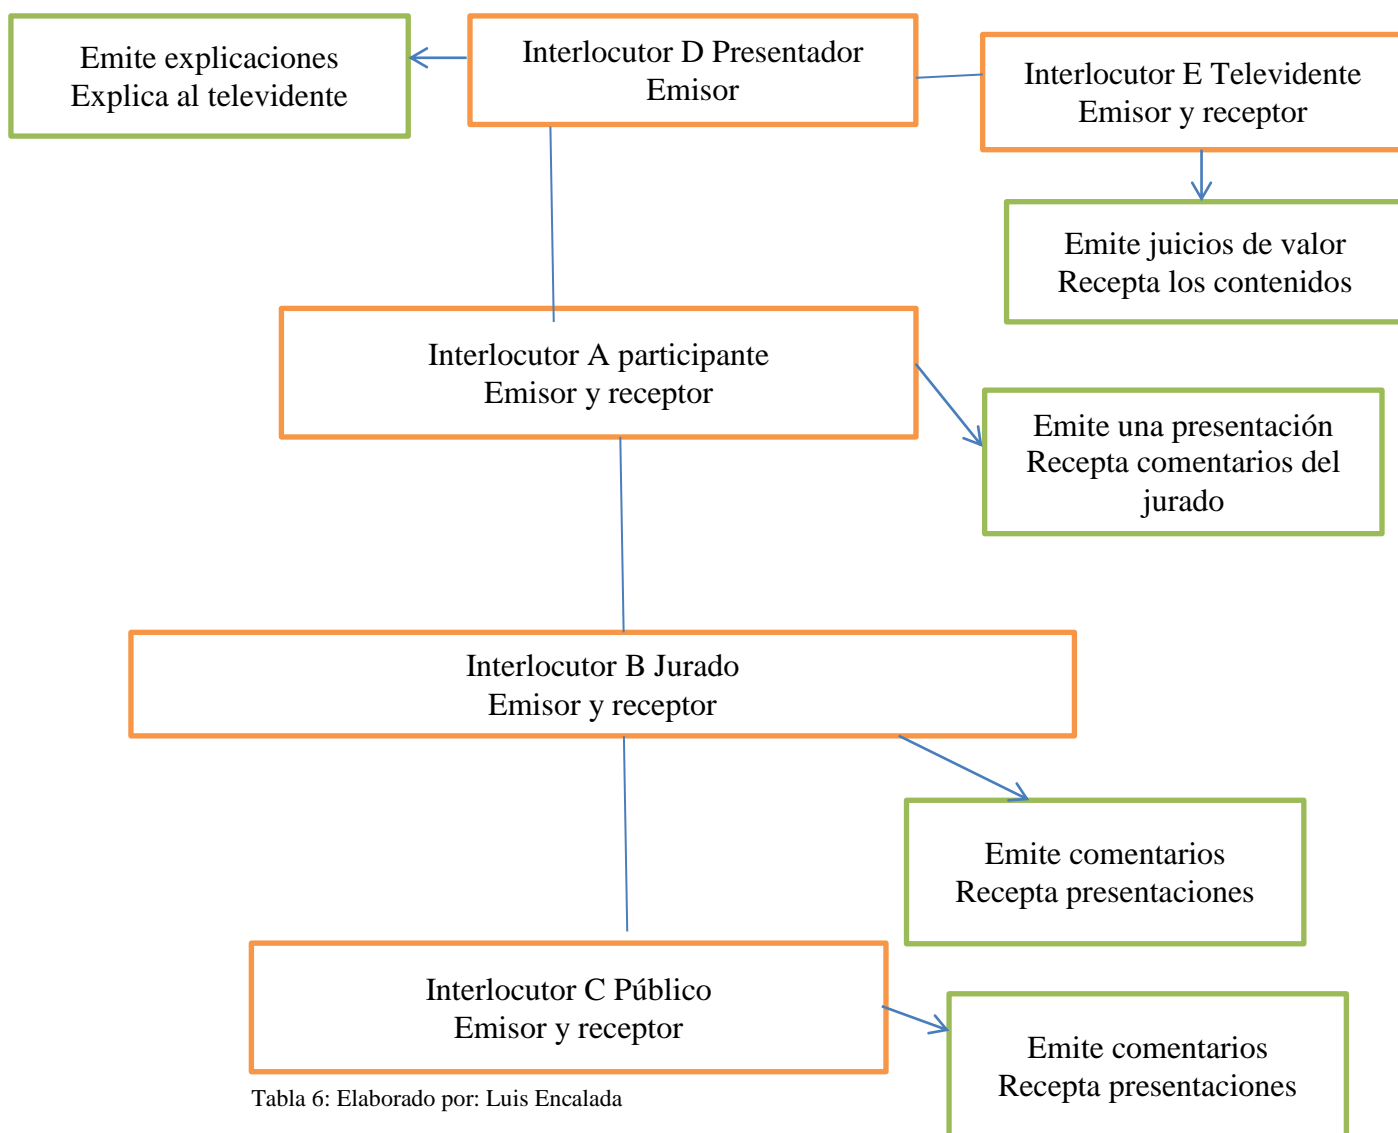 Emite explicaciones
Explica al televidente
Interlocutor D Presentador
Emisor
Interlocutor E Televidente
Emisor y receptor
Emite juicios de valor
Recepta los contenidos
Interlocutor A participante
Emisor y receptor
Emite una presentación
Recepta comentarios del
jurado
Interlocutor B Jurado
Emisor y receptor
Emite comentarios
Recepta presentaciones
Interlocutor C Público
Emisor y receptor
Emite comentarios
Recepta presentaciones
Tabla 6: Elaborado por: Luis Encalada